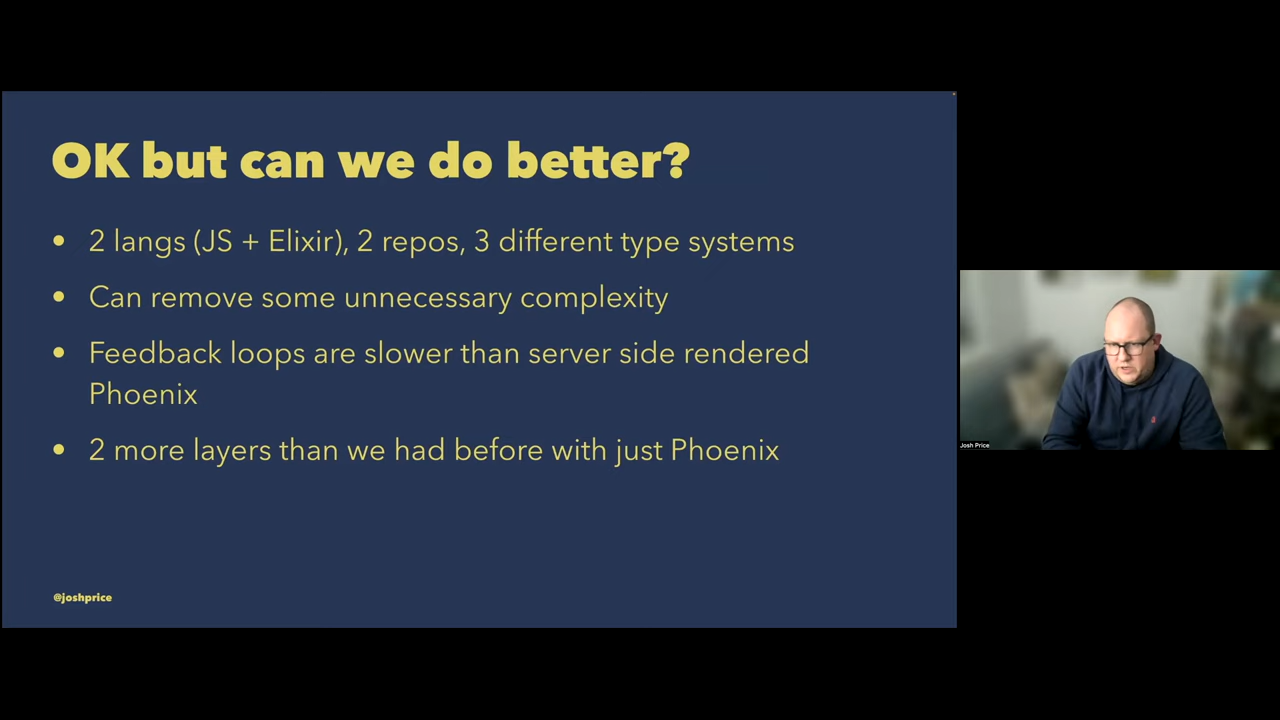 OK but can we do better?
• 2 langs (JS + Elixir), 2 repos, 3 different type systems
• Can remove some unnecessary complexity
• Feedback loops are slower than server side rendered
Phoenix
• 2 more layers than we had before with just Phoenix
@joshprice
Josh Price